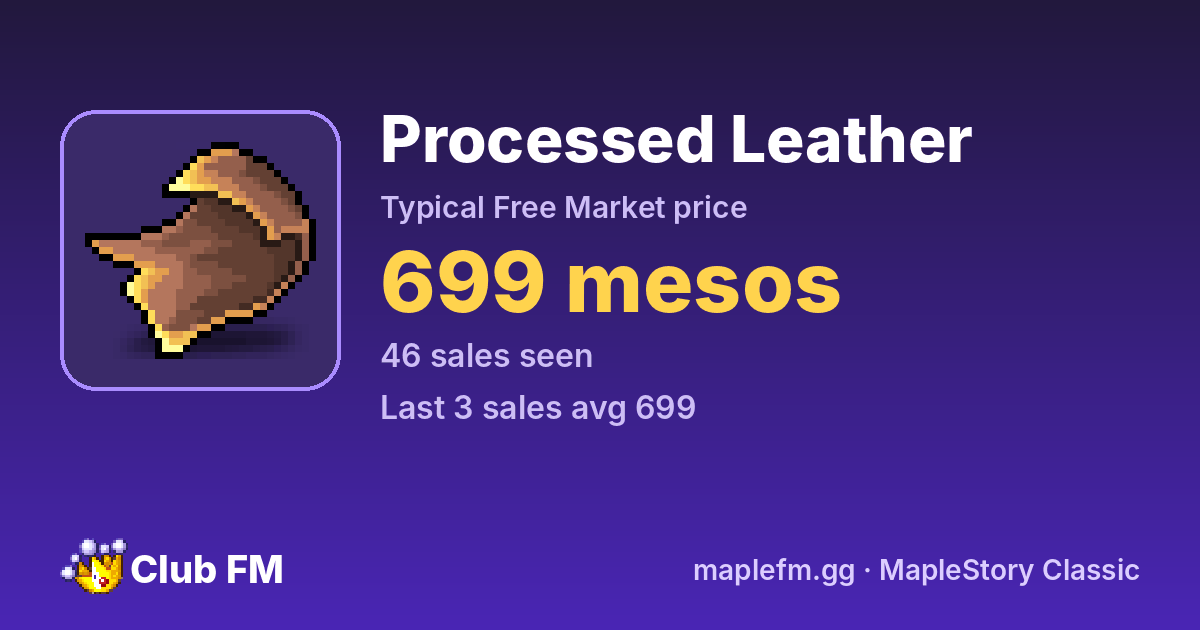 Processed Leather
Typical Free Market price
699 mesos
46 sales seen
Last 3 sales avg 699
Club FM
maplefm.gg · MapleStory Classic